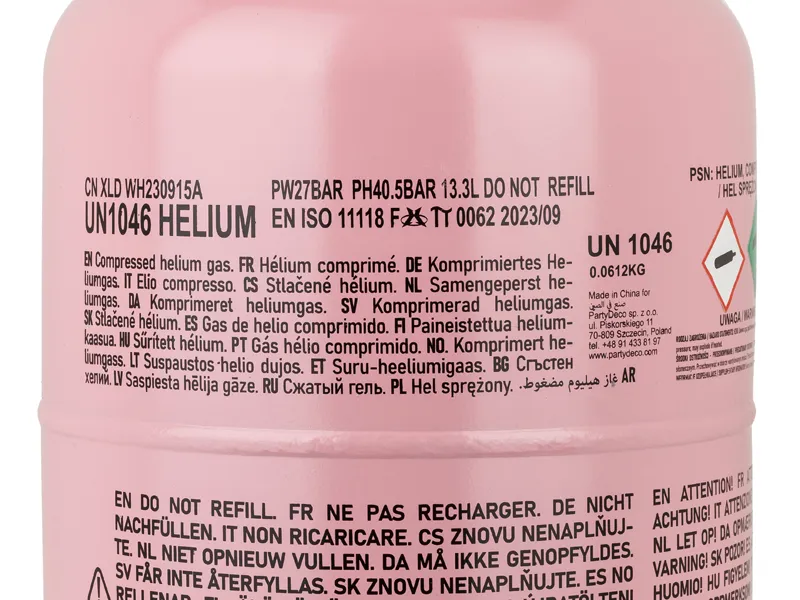 CN XLD WH230915A PW27BAR PH40.5BAR 13.3L DO NOT REFILL
UN1046 HELIUM EN ISO 11118 F 0062 2023/09
EN Compressed helium gas. FR Hélium comprimé. DE Komprimiertes He-
liumgas. IT Elio compresso. CS Stlačené hélium. NL Samengeperst he-
liumgas. DA Komprimeret heliumgas. SV Komprimerad heliumgas.
SK Stlačené hélium. ES Gas de helio comprimido. FI Paineistettua helium-
kaasua. HU Sűrített hélium. PT Gás hélio comprimido. NO. Komprimert he-
liumgass. LT Suspaustos helio dujos. ET Suru-heeliumigaas. BG Сгъстен
хелий. LV Saspiesta hēlija gāze. RU Сжатый гель. PL Hel sprężony. غاز هيليوم مضغوط. AR
UN 1046
0.0612KG
Made in China for
صنع في الصين
PartyDeco sp. z o.o.
ul. Piskorskiego 11
70-809 Szczecin, Poland
tel. +48 91 433 81 97
www.partydeco.com
PSN: HELIUM,
/ HEL
UWAGA
EN DO NOT REFILL. FR NE PAS RECHARGER. DE NICHT
NACHFÜLLEN. IT NON RICARICARE. CS ZNOVU NENAPLŇUJ-
TE. NL NIET OPNIEUW VULLEN. DA MÅ IKKE GENOPFYLDES.
SV FÅR INTE ÅTERFYLLAS. SK ZNOVU NENAPLŇUJTE. ES NO
RELLENAR.
EN ATTENTION! FR
ACHTUNG! IT
NL LET OP! DA
VARNING! SK
HUOMIO! HU